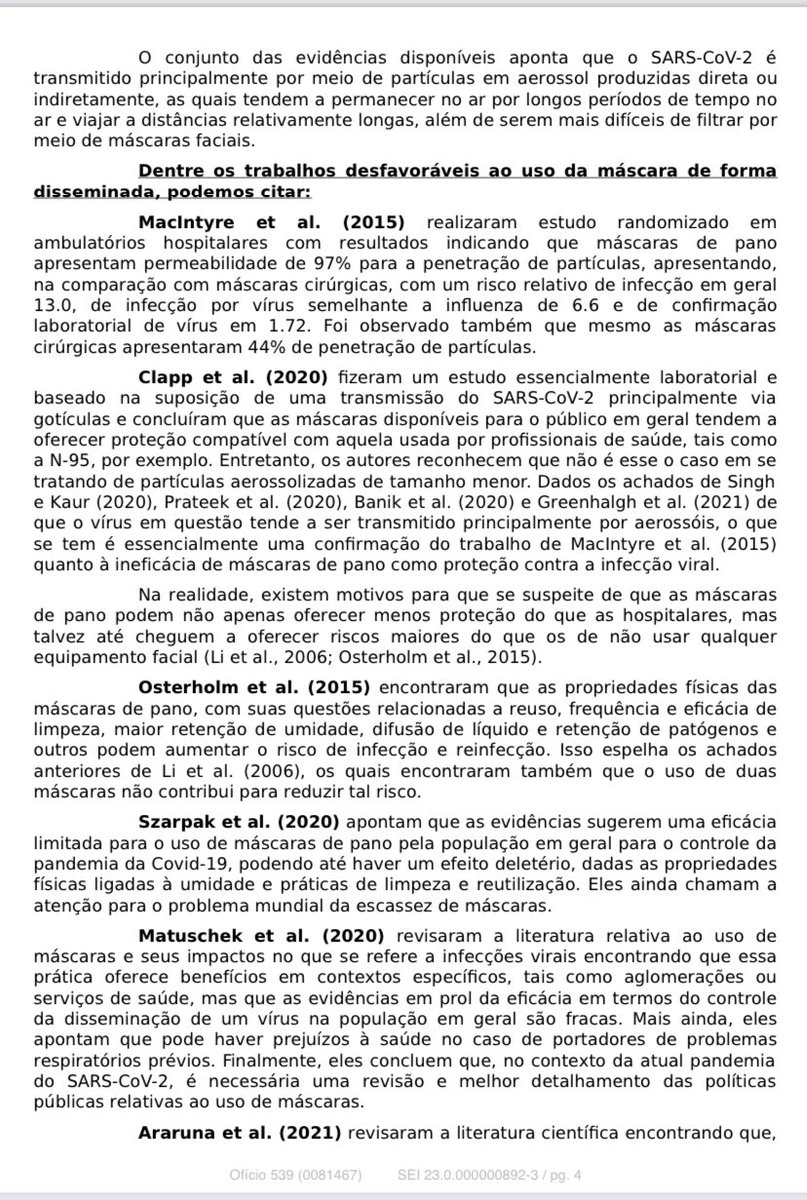 O conjunto das evidências disponíveis aponta que o SARS-CoV-2 é
transmitido principalmente por meio de partículas em aerossol produzidas direta ou
indiretamente, as quais tendem a permanecer no ar por longos períodos de tempo no
ar e viajar a distâncias relativamente longas, além de serem mais difíceis de filtrar por
meio de máscaras faciais.
Dentre os trabalhos desfavoráveis ao uso da máscara de forma
disseminada, podemos citar:
MacIntyre et al. (2015) realizaram estudo randomizado em
ambulatórios hospitalares com resultados indicando que máscaras de pano
apresentam permeabilidade de 97% para a penetração de partículas, apresentando,
na comparação com máscaras cirúrgicas, com um risco relativo de infecção em geral
13.0, de infecção por vírus semelhante a influenza de 6.6 e de confirmação
laboratorial de vírus em 1.72. Foi observado também que mesmo as máscaras
cirúrgicas apresentaram 44% de penetração de partículas.
Clapp et al. (2020) fizeram um estudo essencialmente laboratorial e
baseado na suposição de uma transmissão do SARS-CoV-2 principalmente via
gotículas e concluíram que as máscaras disponíveis para o público em geral tendem a
oferecer proteção compatível com aquela usada por profissionais de saúde, tais como
a N-95, por exemplo. Entretanto, os autores reconhecem que não é esse o caso em se
tratando de partículas aerossolizadas de tamanho menor. Dados os achados de Singh
e Kaur (2020), Prateek et al. (2020), Banik et al. (2020) e Greenhalgh et al. (2021) de
que o vírus em questão tende a ser transmitido principalmente por aerossóis, o que
se tem é essencialmente uma confirmação do trabalho de MacIntyre et al. (2015)
quanto à ineficácia de máscaras de pano como proteção contra a infecção viral.
Na realidade, existem motivos para que se suspeite de que as máscaras
de pano podem não apenas oferecer menos proteção do que as hospitalares, mas
talvez até cheguem a oferecer riscos maiores do que os de não usar qualquer
equipamento facial (Li et al., 2006; Osterholm et al., 2015).
Osterholm et al. (2015) encontraram que as propriedades físicas das
máscaras de pano, com suas questões relacionadas a reuso, frequência e eficácia de
limpeza, maior retenção de umidade, difusão de líquido e retenção de patógenos e
outros podem aumentar o risco de infecção e reinfecção. Isso espelha os achados
anteriores de Li et al. (2006), os quais encontraram também que o uso de duas
máscaras não contribui para reduzir tal risco.
Szarpak et al. (2020) apontam que as evidências sugerem uma eficácia
limitada para o uso de máscaras de pano pela população em geral para o controle da
pandemia da Covid-19, podendo até haver um efeito deletério, dadas as propriedades
físicas ligadas à umidade e práticas de limpeza e reutilização. Eles ainda chamam a
atenção para o problema mundial da escassez de máscaras.
Matuschek et al. (2020) revisaram a literatura relativa ao uso de
máscaras e seus impactos no que se refere a infecções virais encontrando que essa
prática oferece benefícios em contextos específicos, tais como aglomerações ou
serviços de saúde, mas que as evidências em prol da eficácia em termos do controle
da disseminação de um vírus na população em geral são fracas. Mais ainda, eles
apontam que pode haver prejuízos à saúde no caso de portadores de problemas
respiratórios prévios. Finalmente, eles concluem que, no contexto da atual pandemia
do SARS-CoV-2, é necessária uma revisão e melhor detalhamento das políticas
públicas relativas ao uso de máscaras.
Araruna et al. (2021) revisaram a literatura científica encontrando que,
Ofício 539 (0081467) SEI 23.0.000000892-3 / pg. 4